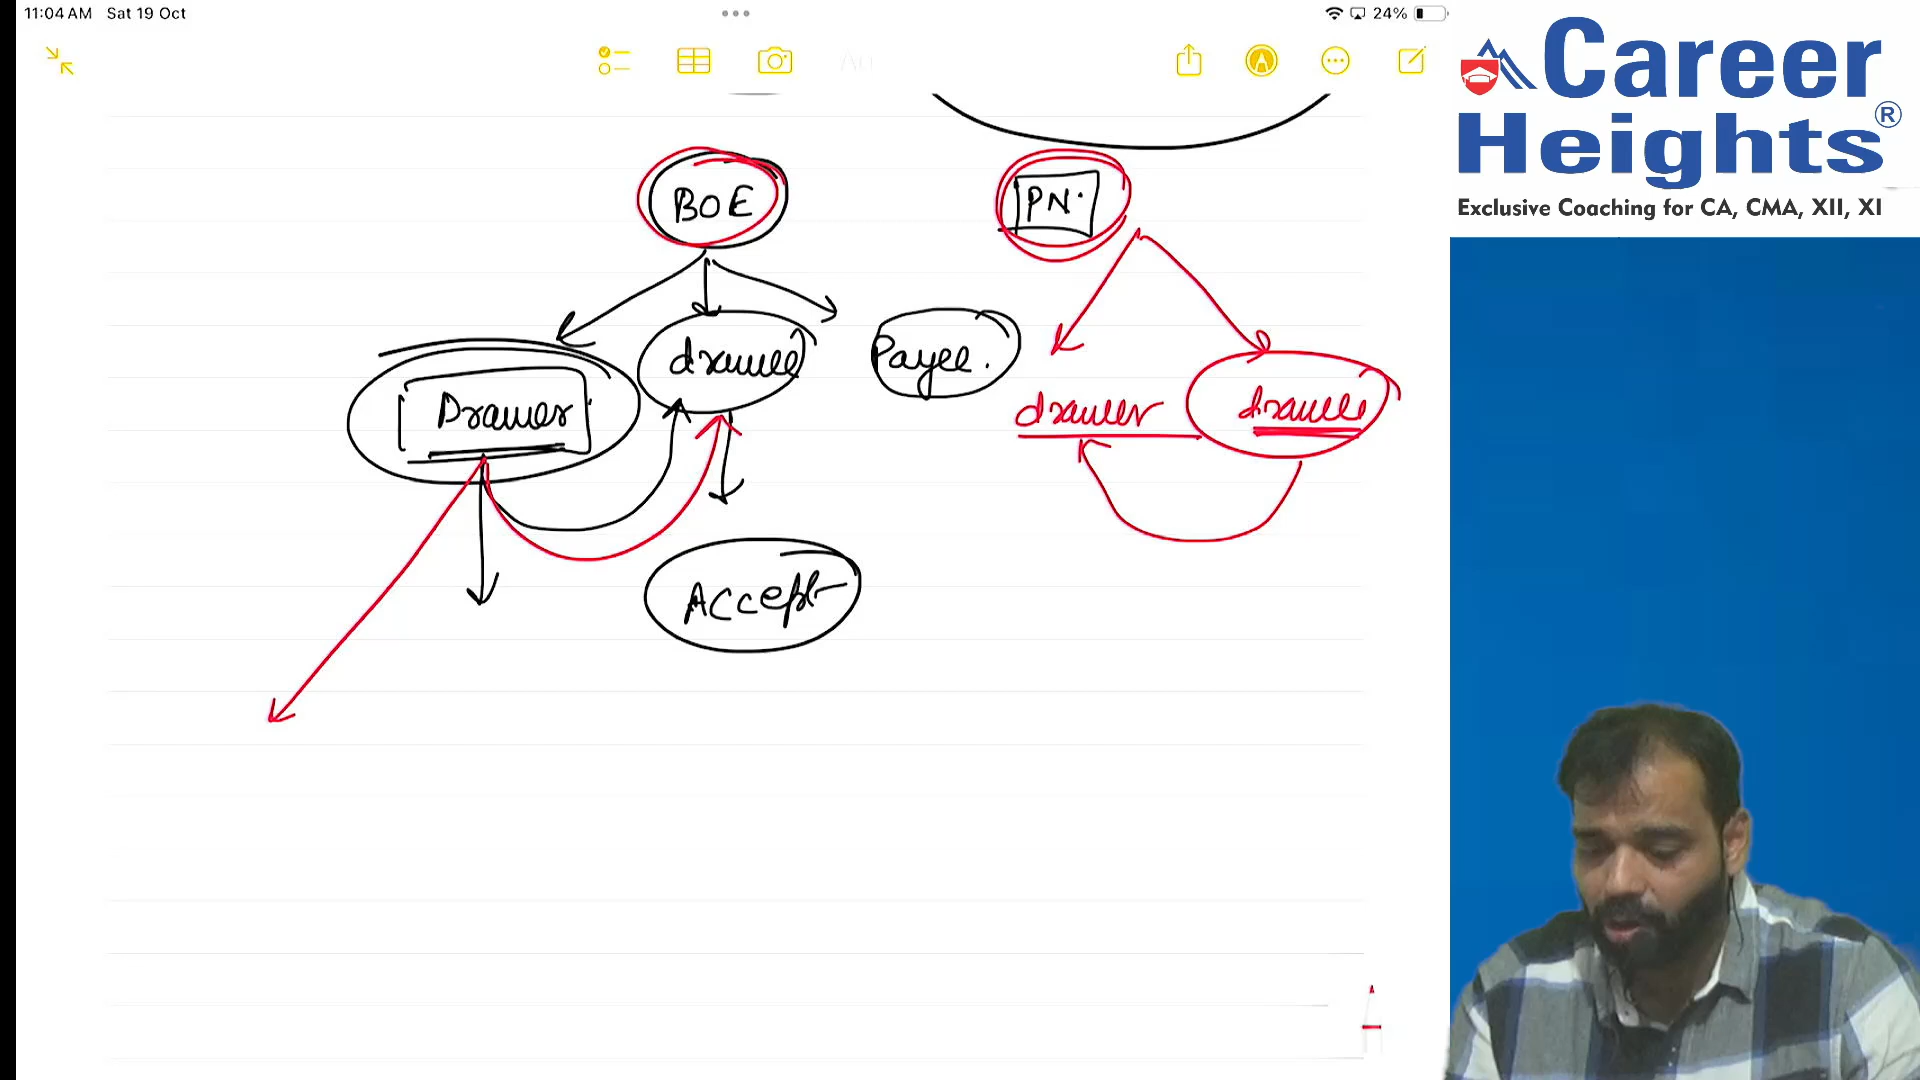 11:04 AM Sat 19 Oct
24%
Career
Heights®
Exclusive Coaching for CA, CMA, XII, XI
BOE
PN.
drawee
Payee.
Drawer
drawer
drawee
Accept